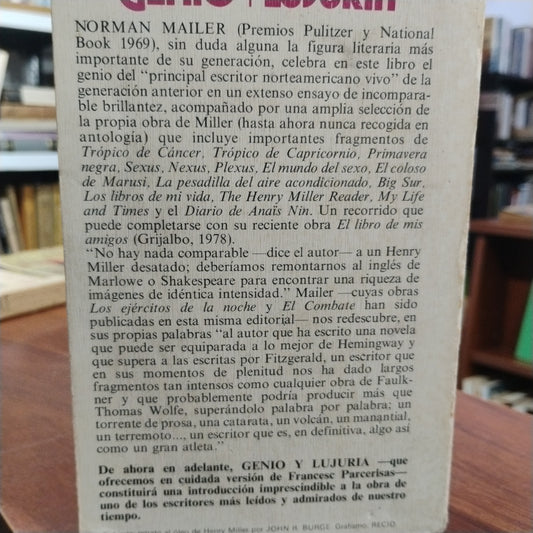 GENIO Y LUJURIA
NORMAN MAILER (Premios Pulitzer y National
Book 1969), sin duda alguna la figura literaria más
importante de su generación, celebra en este libro el
genio del "principal escritor norteamericano vivo" de la
generación anterior en un extenso ensayo de incompara-
ble brillantez, acompañado por una amplia selección de
la propia obra de Miller (hasta ahora nunca recogida en
antología) que incluye importantes fragmentos de
Trópico de Cáncer, Trópico de Capricornio, Primavera
negra, Sexus, Nexus, Plexus, El mundo del sexo, El coloso
de Marusi, La pesadilla del aire acondicionado, Big Sur,
Los libros de mi vida, The Henry Miller Reader, My Life
and Times y el Diario de Anaïs Nin. Un recorrido que
puede completarse con su reciente obra El libro de mis
amigos (Grijalbo, 1978).
"No hay nada comparable —dice el autor— a un Henry
Miller desatado; deberíamos remontarnos al inglés de
Marlowe o Shakespeare para encontrar una riqueza de
imágenes de idéntica intensidad." Mailer —cuyas obras
Los ejércitos de la noche y El Combate han sido
publicadas en esta misma editorial— nos redescubre, en
sus propias palabras "al autor que ha escrito una novela
que puede ser equiparada a lo mejor de Hemingway y
que supera a las escritas por Fitzgerald, un escritor que
en sus momentos de plenitud nos ha dado largos
fragmentos tan intensos como cualquier obra de Faulk-
ner y que probablemente podría producir más que
Thomas Wolfe, superándolo palabra por palabra; un
torrente de prosa, una catarata, un volcán, un manantial,
un terremoto..., un escritor que es, en definitiva, algo así
como un gran atleta."
De ahora en adelante, GENIO Y LUJURIA —que
ofrecemos en cuidada versión de Francesc Parcerisas—
constituirá una introducción imprescindible a la obra de
uno de los escritores más leídos y admirados de nuestro
tiempo.
de Henry Miller por JOHN R. BURGE. Grafismo, RECIO